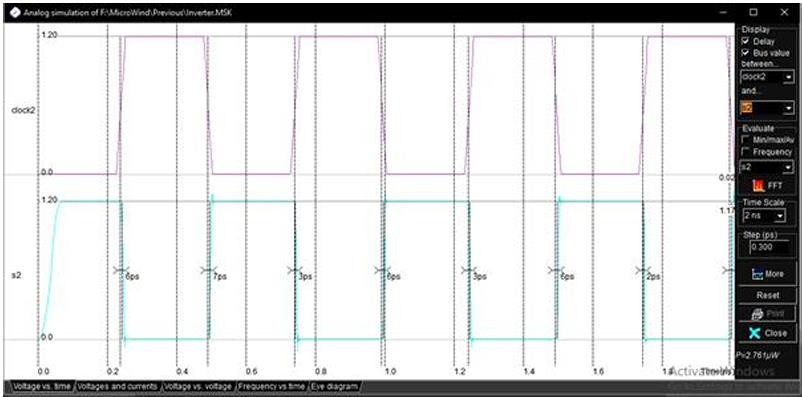 Analog simulation of F:\MicroWind\Previous\Inverter.MSK
1.20
clock2
0.0
0.02
1.20
1.17
s2
6ps 7ps 3ps 6ps 3ps 6ps 2ps
0.0
0.0 0.2 0.4 0.6 0.8 1.0 1.2 1.4 1.6 1.8
Voltage vs. time Voltages and currents Voltage vs. voltage Frequency vs time Eye diagram
Display
Delay
Bus value
between...
clock2
and...
s2
Evaluate
Min/max/Av
Frequency
s2
FFT
Time Scale
2 ns
Step (ps)
0.300
More
Reset
Print
Close
P=2.761µW
Activate Windows